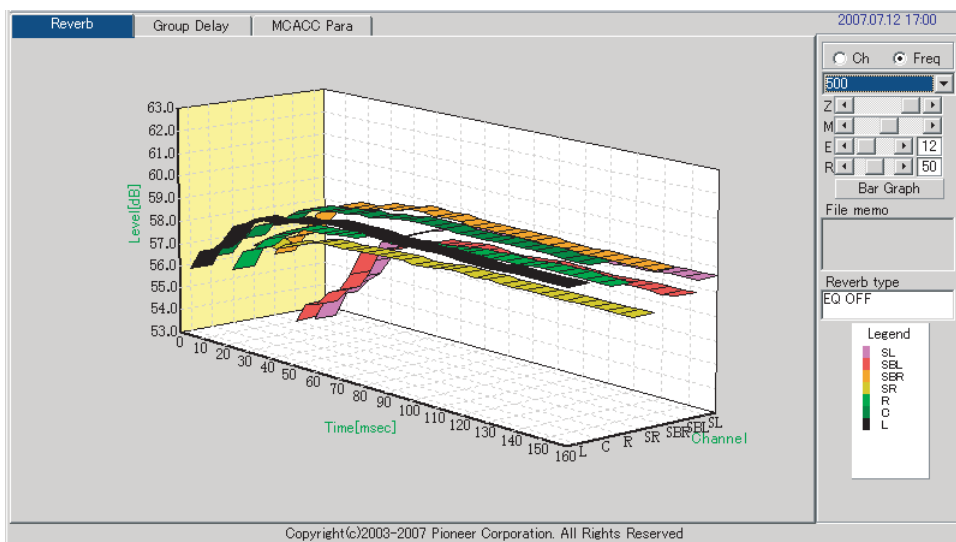 Reverb
Group Delay
MCACC Para
2007.07.12 17:00
Ch
Freq
500
Z
M
E 12
R 50
Bar Graph
File memo
Reverb type
EQ OFF
Legend
SL
SBL
SBR
SR
R
C
L
63.0
62.0
61.0
60.0
59.0
58.0
57.0
56.0
55.0
54.0
53.0
Level[dB]
0
10
20
30
40
50
60
70
80
90
100
110
120
130
140
150
160
Time[msec]
L
C
R
SR
SBR
SBL
SL
Channel
Copyright(c)2003-2007 Pioneer Corporation. All Rights Reserved